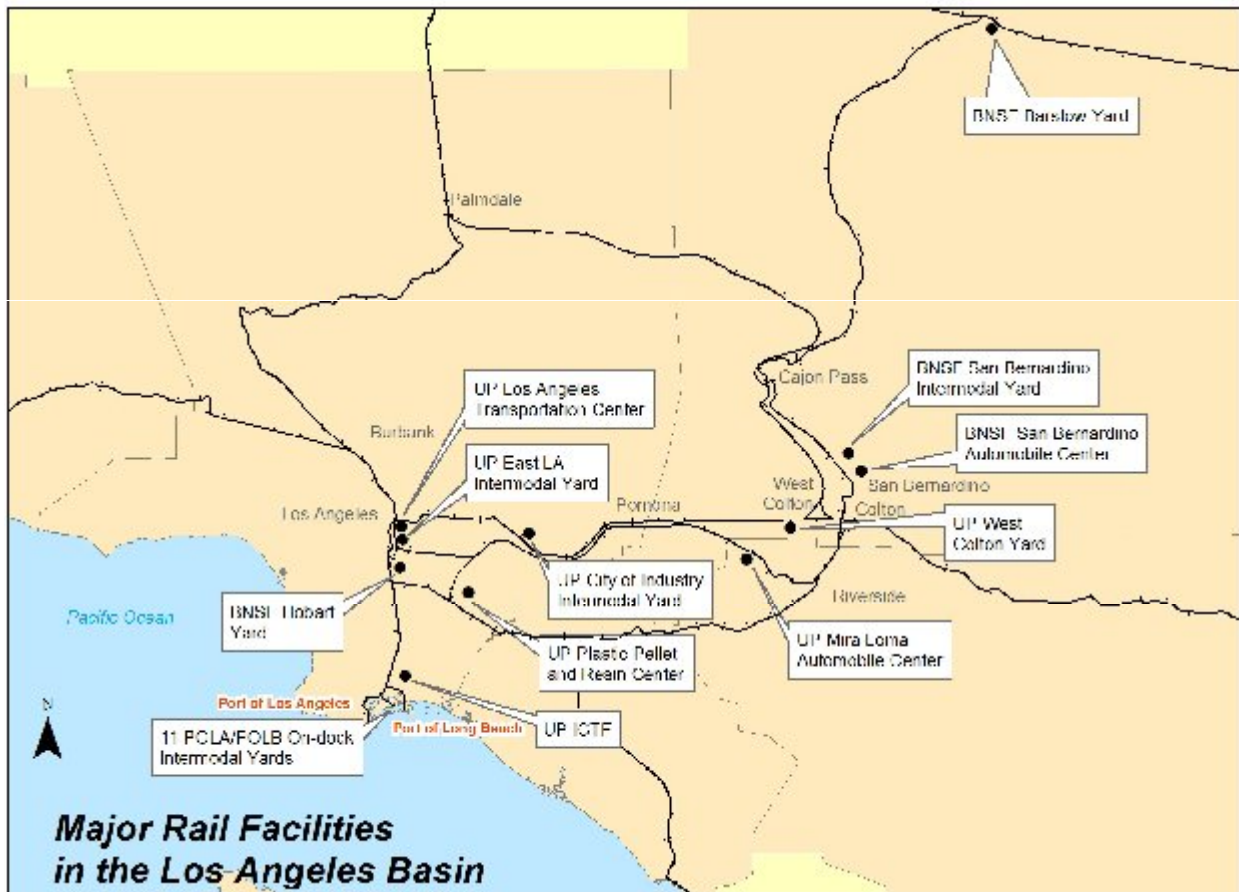 BNSF Barstow Yard
Palmdale
Cajon Pass
BNSF San Bernardino
Intermodal Yard
UP Los Angeles
Transportation Center
Burbank
BNSF San Bernardino
Automobile Center
UP East LA
Intermodal Yard
West
Colton
San Bernardino
Pomona
Los Angeles
Colton
UP West
Colton Yard
UP City of Industry
Intermodal Yard
Riverside
BNSF Hobart
Yard
Pacific Ocean
UP Mira Loma
Automobile Center
UP Plastic Pellet
and Resin Center
Port of Los Angeles
N
Port of Long Beach
UP ICTF
11 POLA/POLB On-dock
Intermodal Yards
Major Rail Facilities
in the Los Angeles Basin